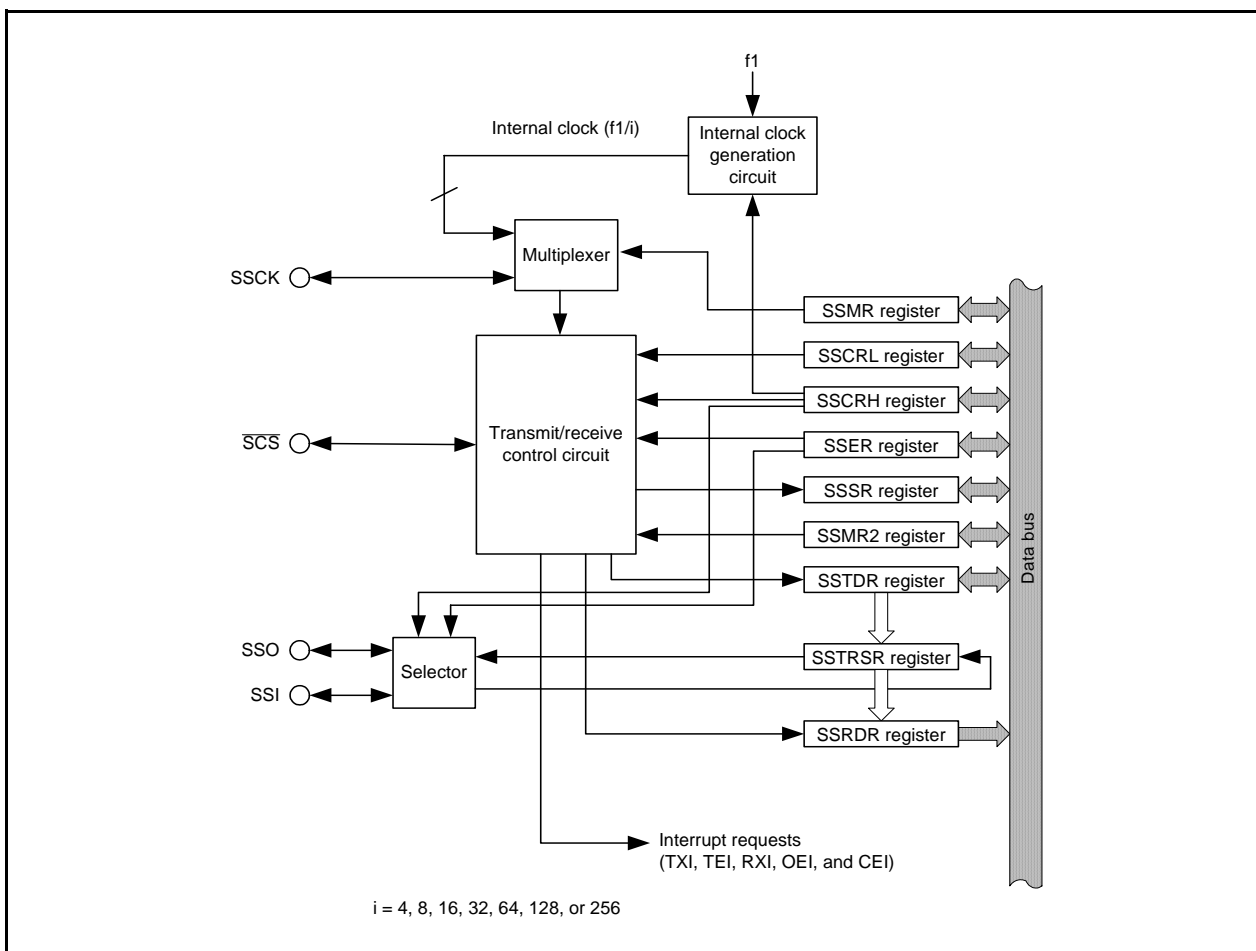 f1
Internal clock (f1/i)
Internal clock
generation
circuit
Multiplexer
SSCK
SSMR register
SSCRL register
SSCRH register
SCS
Transmit/receive
control circuit
SSER register
SSSR register
SSMR2 register
Data bus
SSTDR register
SSO
SSTRSR register
Selector
SSI
SSRDR register
Interrupt requests
(TXI, TEI, RXI, OEI, and CEI)
i = 4, 8, 16, 32, 64, 128, or 256